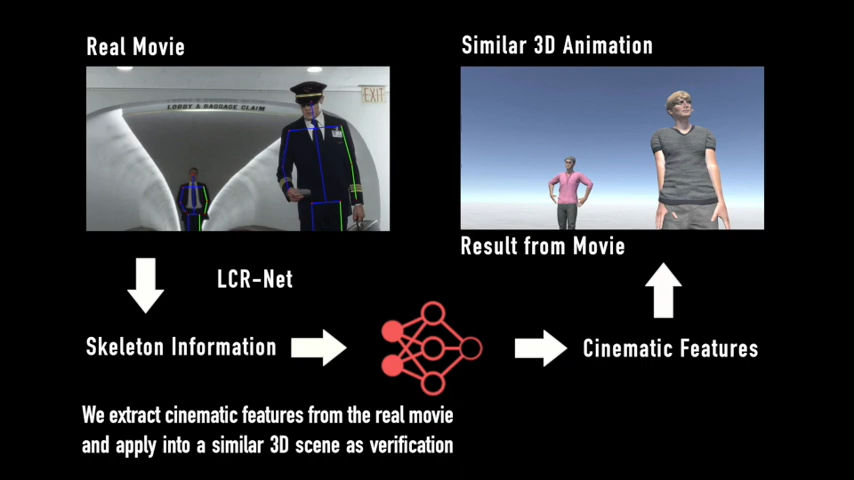 Real Movie
Similar 3D Animation
LOBBY & BAGGAGE CLAIM
EXIT
Result from Movie
LCR-Net
Skeleton Information
Cinematic Features
We extract cinematic features from the real movie
and apply into a similar 3D scene as verification